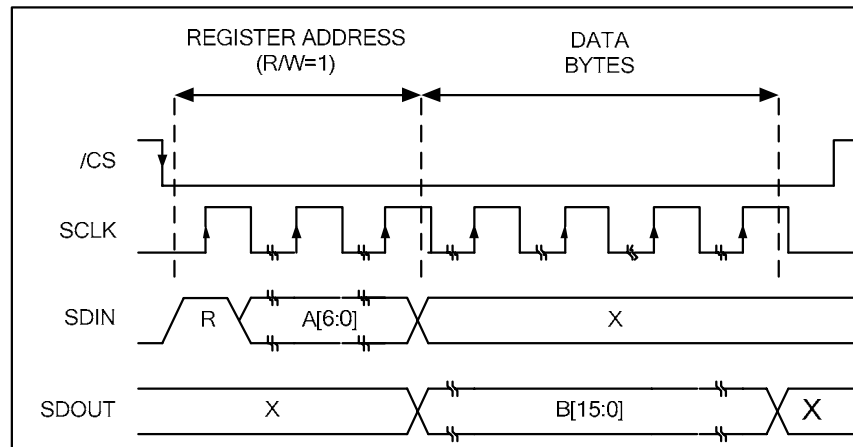 REGISTER ADDRESS
(R/W=1)
DATA
BYTES
/CS
SCLK
SDIN
R
A[6:0]
X
SDOUT
X
B[15:0]
X